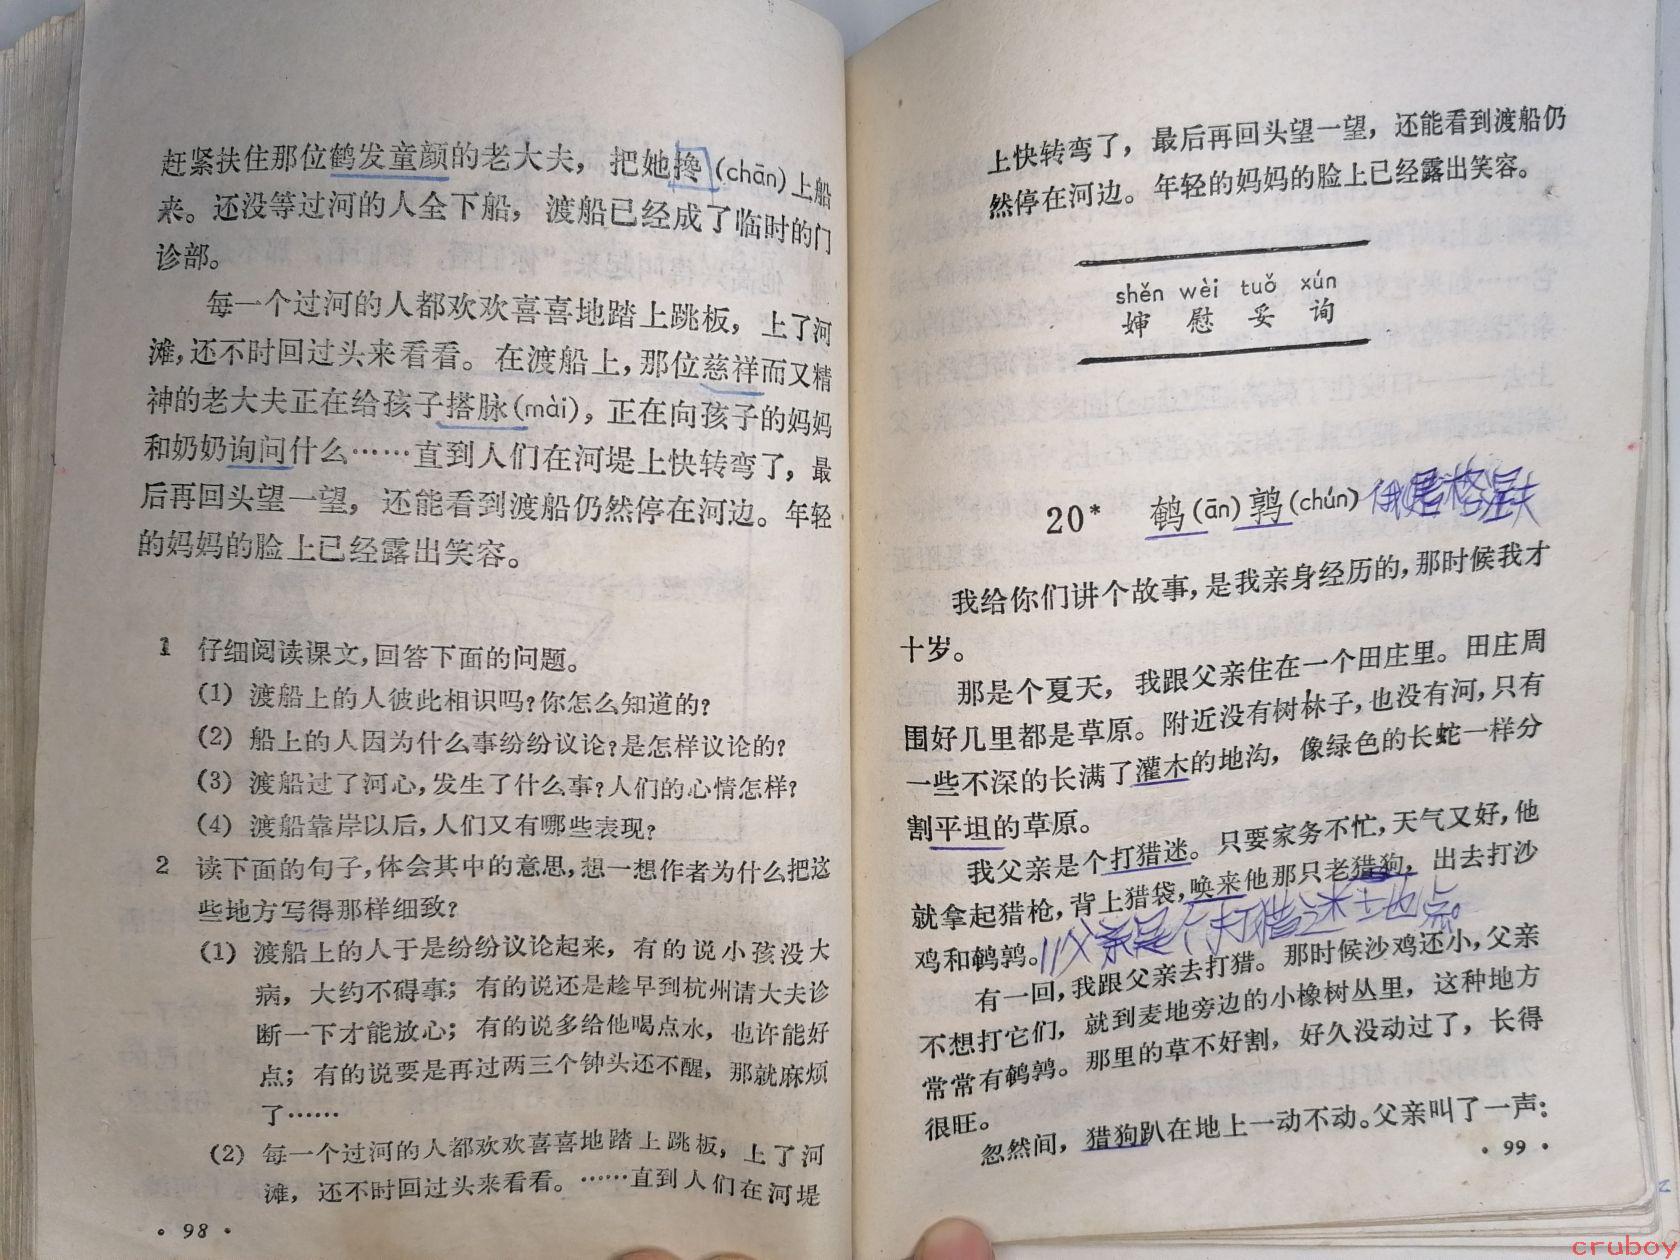 赶紧扶住那位鹤发童颜的老大夫，把她搀(chān)上船
来。还没等过河的人全下船，渡船已经成了临时的门
诊部。
每一个过河的人都欢欢喜喜地踏上跳板，上了河
滩，还不时回过头来看看。在渡船上，那位慈祥而又精
神的老大夫正在给孩子搭脉(mài)，正在向孩子的妈妈
和奶奶询问什么……直到人们在河堤上快转弯了，最
后再回头望一望，还能看到渡船仍然停在河边。年轻
的妈妈的脸上已经露出笑容。
1 仔细阅读课文，回答下面的问题。
(1) 渡船上的人彼此相识吗？你怎么知道的？
(2) 船上的人因为什么事纷纷议论？是怎样议论的？
(3) 渡船过了河心，发生了什么事？人们的心情怎样？
(4) 渡船靠岸以后，人们又有哪些表现？
2 读下面的句子，体会其中的意思，想一想作者为什么把这
些地方写得那样细致？
(1) 渡船上的人于是纷纷议论起来，有的说小孩没大
病，大约不碍事；有的说还是趁早到杭州请大夫诊
断一下才能放心；有的说多给他喝点水，也许能好
点；有的说要是再过两三个钟头还不醒，那就麻烦
了……
(2) 每一个过河的人都欢欢喜喜地踏上跳板，上了河
滩，还不时回过头来看看。……直到人们在河堤
·98·
上快转弯了，最后再回头望一望，还能看到渡船仍
然停在河边。年轻的妈妈的脸上已经露出笑容。
shěn wèi tuǒ xún
婶 慰 妥 询
20* 鹌(ān)鹑(chún) 俄屠格涅夫
我给你们讲个故事，是我亲身经历的，那时候我才
十岁。
那是个夏天，我跟父亲住在一个田庄里。田庄周
围好几里都是草原。附近没有树林子，也没有河，只有
一些不深的长满了灌木的地沟，像绿色的长蛇一样分
割平坦的草原。
我父亲是个打猎迷。只要家务不忙，天气又好，他
就拿起猎枪，背上猎袋，唤来他那只老猎狗，出去打沙
鸡和鹌鹑。//父亲是个打猎迷 地点。
有一回，我跟父亲去打猎。那时候沙鸡还小，父亲
不想打它们，就到麦地旁边的小橡树丛里，这种地方
常常有鹌鹑。那里的草不好割，好久没动过了，长得
很旺。
忽然间，猎狗趴在地上一动不动。父亲叫了一声：
·99·
cruboy